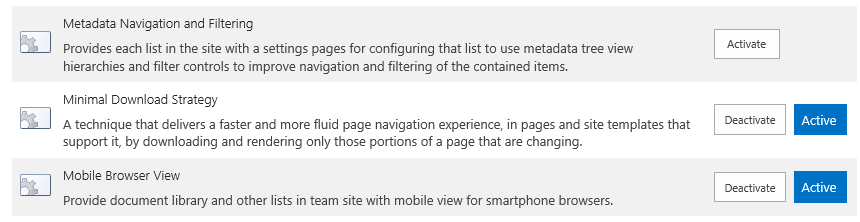 Metadata Navigation and Filtering
Provides each list in the site with a settings pages for configuring that list to use metadata tree view
hierarchies and filter controls to improve navigation and filtering of the contained items.
Activate
Minimal Download Strategy
A technique that delivers a faster and more fluid page navigation experience, in pages and site templates that
support it, by downloading and rendering only those portions of a page that are changing.
Deactivate
Active
Mobile Browser View
Provide document library and other lists in team site with mobile view for smartphone browsers.
Deactivate
Active